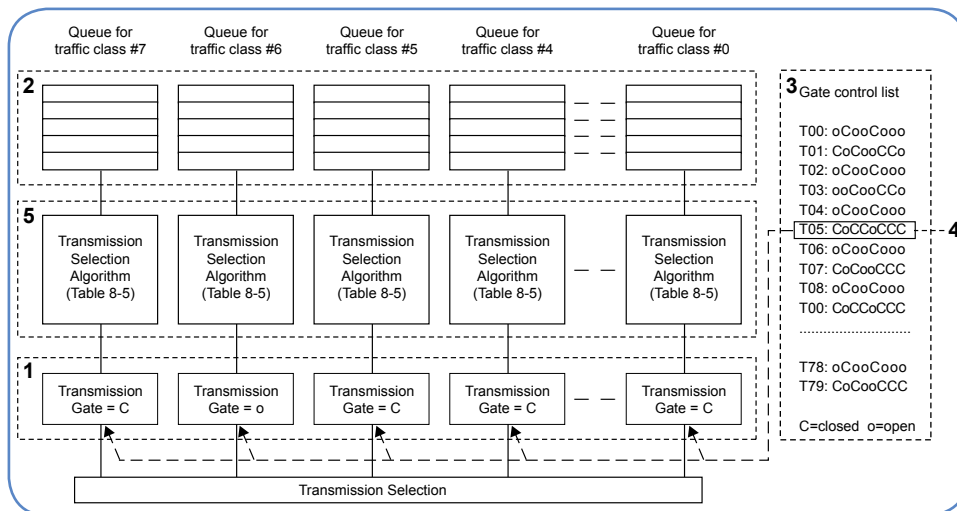 Queue for
traffic class #7
Queue for
traffic class #6
Queue for
traffic class #5
Queue for
traffic class #4
Queue for
traffic class #0
2
5
Transmission
Selection
Algorithm
(Table 8-5)
Transmission
Selection
Algorithm
(Table 8-5)
Transmission
Selection
Algorithm
(Table 8-5)
Transmission
Selection
Algorithm
(Table 8-5)
Transmission
Selection
Algorithm
(Table 8-5)
1
Transmission
Gate = C
Transmission
Gate = o
Transmission
Gate = C
Transmission
Gate = C
Transmission
Gate = C
Transmission Selection
3
Gate control list
T00: oCooCooo
T01: CoCooCCo
T02: oCooCooo
T03: ooCooCCo
T04: oCooCooo
T05: CoCCoCCC
4
T06: oCooCooo
T07: CoCooCCC
T08: oCooCooo
T00: CoCCoCCC
T78: oCooCooo
T79: CoCooCCC
C=closed o=open